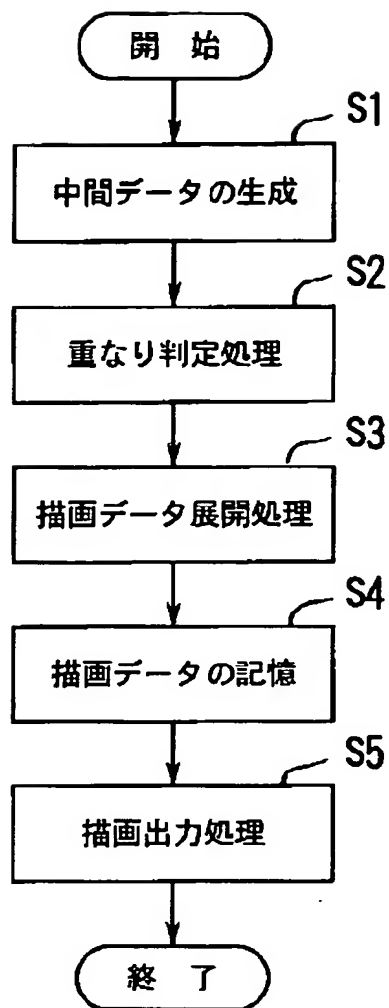 開 始
S1
中間データの生成
S2
重なり判定処理
S3
描画データ展開処理
S4
描画データの記憶
S5
描画出力処理
終 了